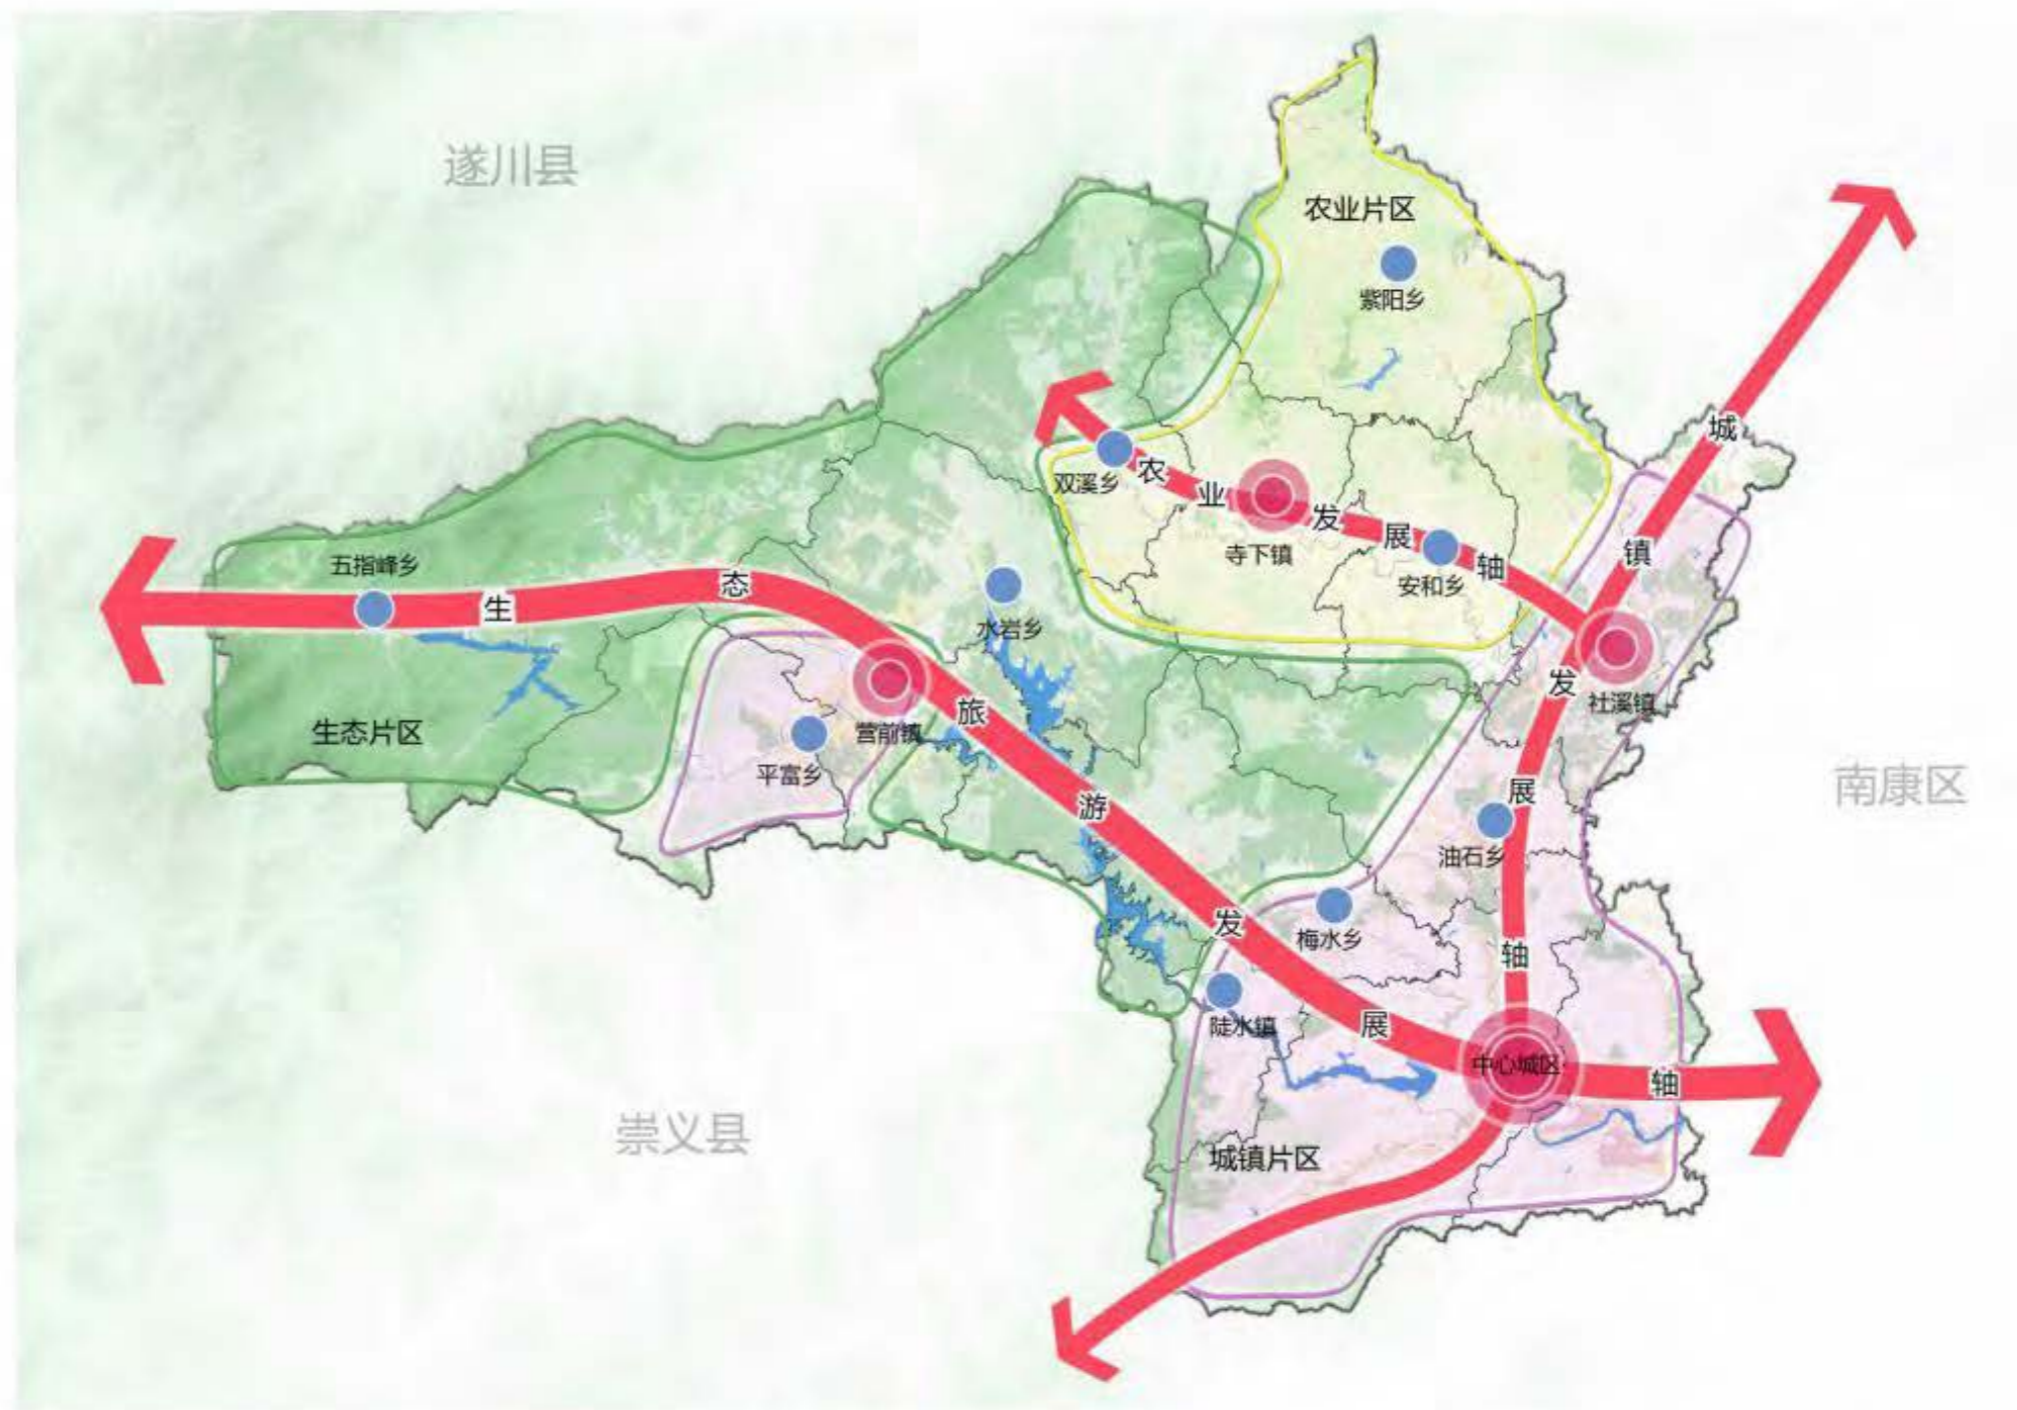 遂川县
农业片区
紫阳乡
城镇发展轴
双溪乡
农业发展轴
寺下镇
安和乡
五指峰乡
生态旅游发展轴
水岩乡
社溪镇
生态片区
营前镇
平富乡
南康区
油石乡
梅水乡
陡水镇
中心城区
崇义县
城镇片区